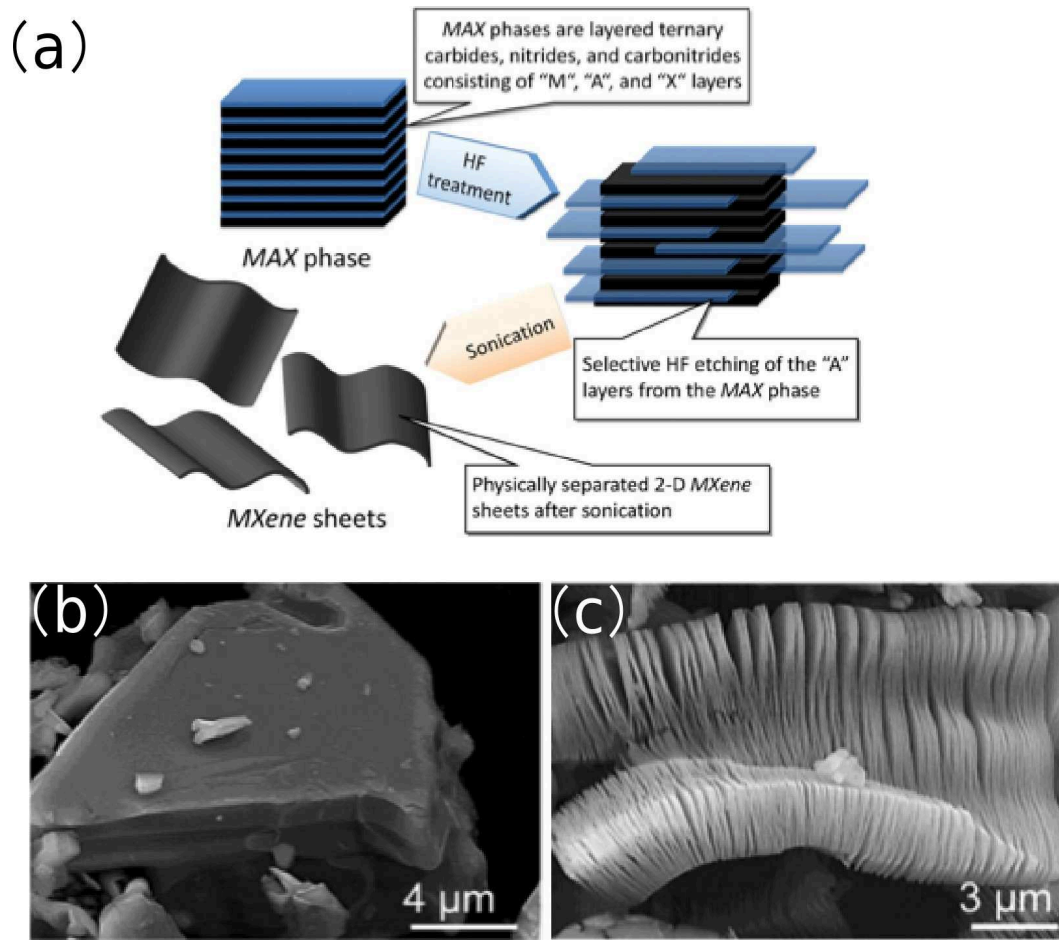 (a)
MAX phases are layered ternary
carbides, nitrides, and carbonitrides
consisting of “M“, “A“, and “X“ layers
HF
treatment
MAX phase
Sonication
Selective HF etching of the “A”
layers from the MAX phase
Physically separated 2-D MXene
sheets after sonication
MXene sheets
(b)
4 µm
(c)
3 µm